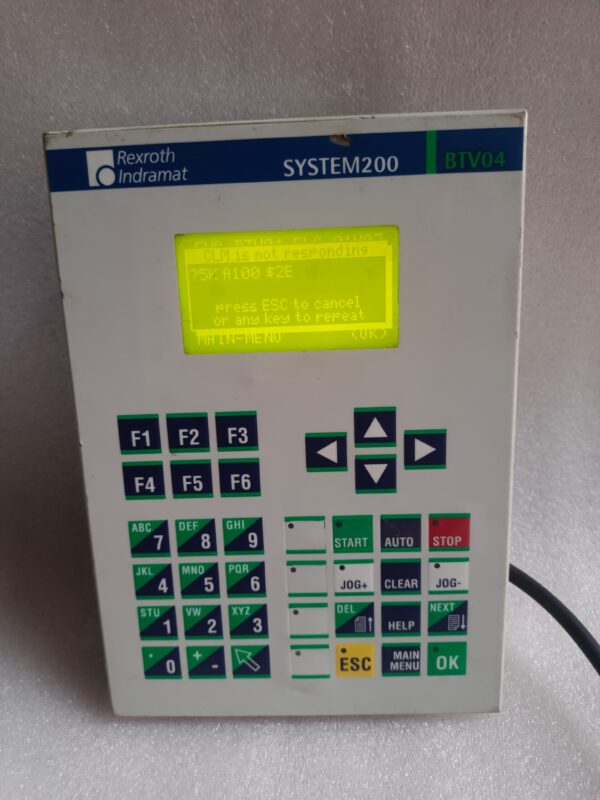 Rexroth
Indramat
SYSTEM200
BTV04
CLM is not responding
?5K A100 $2E
press ESC to cancel
or any key to repeat
MAIN-MENU <OK>
F1 F2 F3
F4 F5 F6
ABC 7 DEF 8 GHI 9
START AUTO STOP
JKL 4 MNO 5 PQR 6
JOG+ CLEAR JOG-
STU 1 VW 2 XYZ 3
DEL HELP NEXT
. 0 + -
ESC MAIN MENU OK